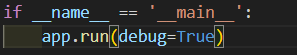 if __name__ == '__main__':
    app.run(debug=True)